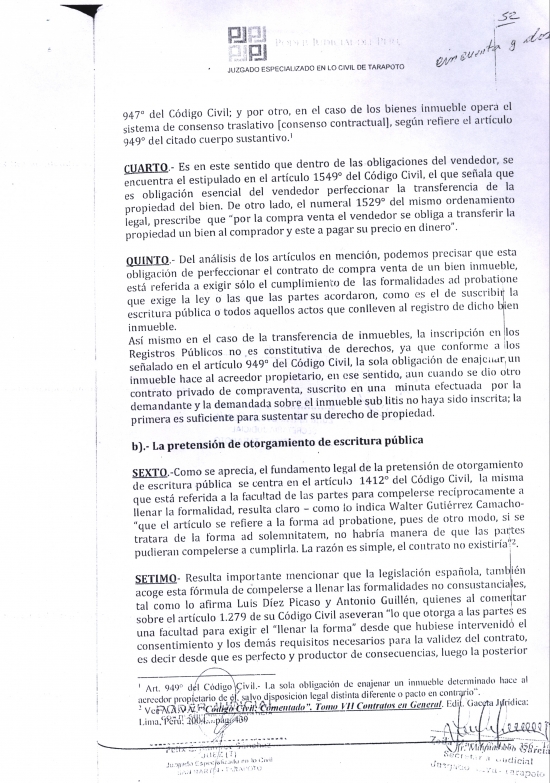 52
cincuenta y dos
PODER JUDICIAL DEL PERÚ
JUZGADO ESPECIALIZADO EN LO CIVIL DE TARAPOTO
947° del Código Civil; y por otro, en el caso de los bienes inmueble opera el
sistema de consenso traslativo [consenso contractual], según refiere el artículo
949° del citado cuerpo sustantivo.¹
CUARTO.- Es en este sentido que dentro de las obligaciones del vendedor, se
encuentra el estipulado en el artículo 1549° del Código Civil, el que señala que
es obligación esencial del vendedor perfeccionar la transferencia de la
propiedad del bien. De otro lado, el numeral 1529° del mismo ordenamiento
legal, prescribe que "por la compra venta el vendedor se obliga a transferir la
propiedad un bien al comprador y este a pagar su precio en dinero".
QUINTO.- Del análisis de los artículos en mención, podemos precisar que esta
obligación de perfeccionar el contrato de compra venta de un bien inmueble,
está referida a exigir sólo el cumplimiento de las formalidades ad probatione
que exige la ley o las que las partes acordaron, como es el de suscribir la
escritura pública o todos aquellos actos que conlleven al registro de dicho bien
inmueble.
Así mismo en el caso de la transferencia de inmuebles, la inscripción en los
Registros Públicos no es constitutiva de derechos, ya que conforme a los
señalado en el artículo 949° del Código Civil, la sola obligación de enajenar, un
inmueble hace al acreedor propietario, en ese sentido, aun cuando se dio otro
contrato privado de compraventa, suscrito en una minuta efectuada por la
demandante y la demandada sobre el inmueble sub litis no haya sido inscrita; la
primera es suficiente para sustentar su derecho de propiedad.
b).- La pretensión de otorgamiento de escritura pública
SEXTO.-Como se aprecia, el fundamento legal de la pretensión de otorgamiento
de escritura pública se centra en el artículo 1412° del Código Civil, la misma
que está referida a la facultad de las partes para compelerse recíprocamente a
llenar la formalidad, resulta claro – como lo indica Walter Gutiérrez Camacho-
"que el artículo se refiere a la forma ad probatione, pues de otro modo, si se
tratara de la forma ad solemnitatem, no habría manera de que las partes
pudieran compelerse a cumplirla. La razón es simple, el contrato no existiría"².
SETIMO- Resulta importante mencionar que la legislación española, también
acoge esta fórmula de compelerse a llenar las formalidades no consustanciales,
tal como lo afirma Luis Díez Picaso y Antonio Guillén, quienes al comentar
sobre el artículo 1.279 de su Código Civil aseveran "lo que otorga a las partes es
una facultad para exigir el "llenar la forma" desde que hubiese intervenido el
consentimiento y los demás requisitos necesarios para la validez del contrato,
es decir desde que es perfecto y productor de consecuencias, luego la posterior
¹ Art. 949° del Código Civil.- La sola obligación de enajenar un inmueble determinado hace al
acreedor propietario de él, salvo disposición legal distinta diferente o pacto en contrario".
² "Código Civil, Comentado". Tomo VII Contratos en General. Edit. Gaceta Jurídica:
Lima. Perú.
JUEZ
Juzgado Especializado en lo Civil
TARAPOTO
Secretaria Judicial
Tarapoto